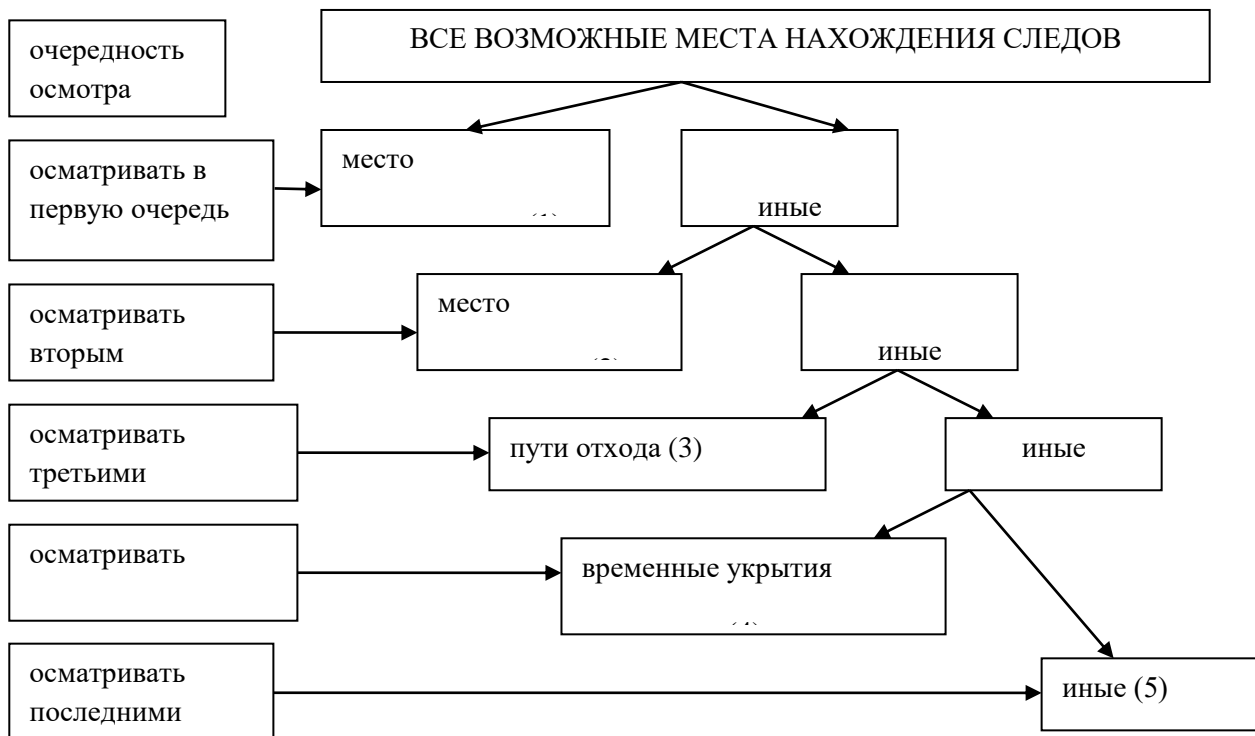 очередность
осмотра
ВСЕ ВОЗМОЖНЫЕ МЕСТА НАХОЖДЕНИЯ СЛЕДОВ
осматривать в
первую очередь
место
иные
осматривать
вторым
место
иные
осматривать
третьими
пути отхода (3)
иные
осматривать
временные укрытия
осматривать
последними
иные (5)